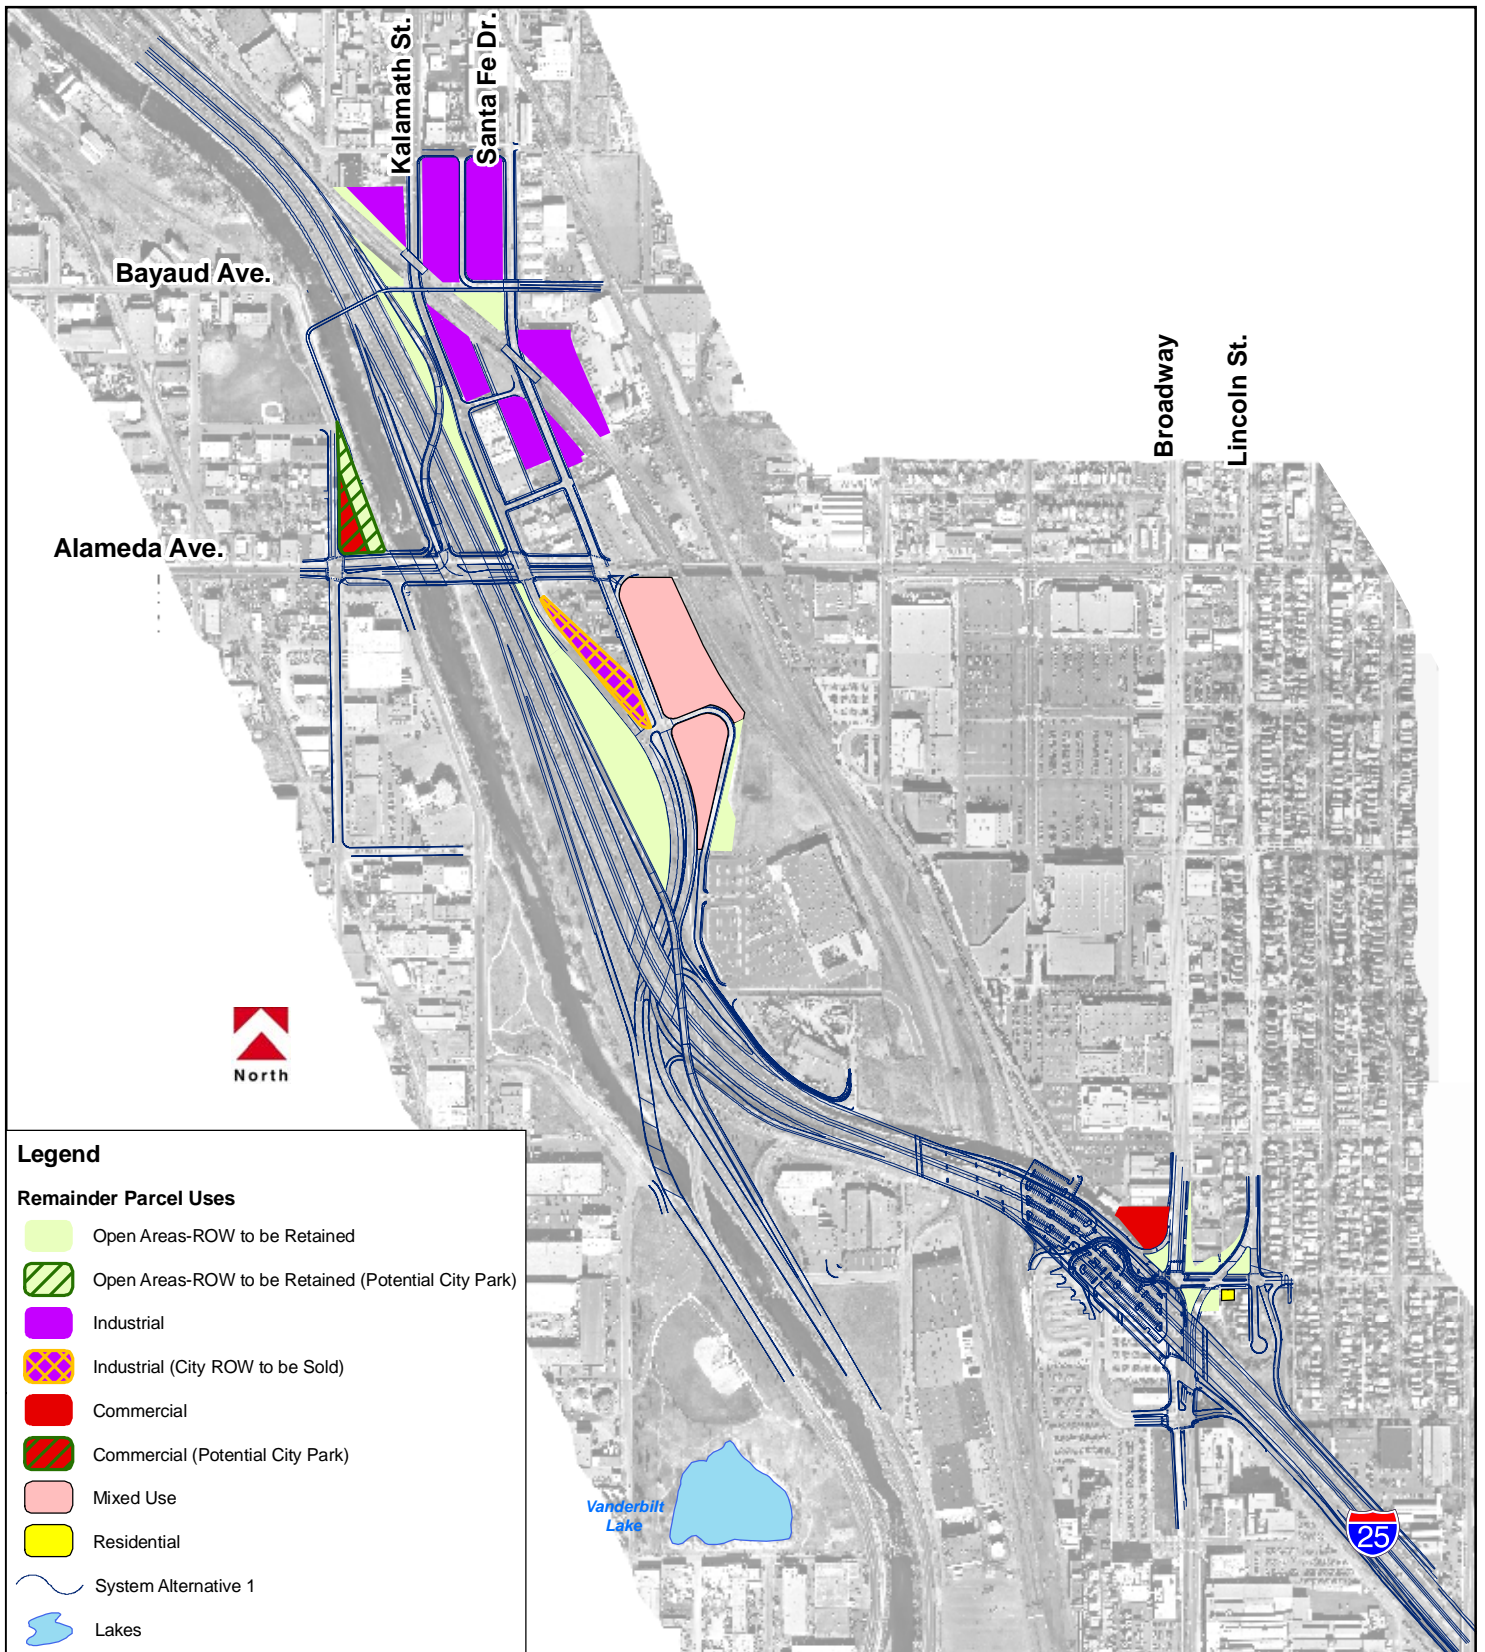 Kalamath St.
Santa Fe Dr.
Bayaud Ave.
Broadway
Lincoln St.
Alameda Ave.
North
Legend
Remainder Parcel Uses
Open Areas-ROW to be Retained
Open Areas-ROW to be Retained (Potential City Park)
Industrial
Industrial (City ROW to be Sold)
Commercial
Commercial (Potential City Park)
Mixed Use
Residential
System Alternative 1
Lakes
Vanderbilt
Lake
25